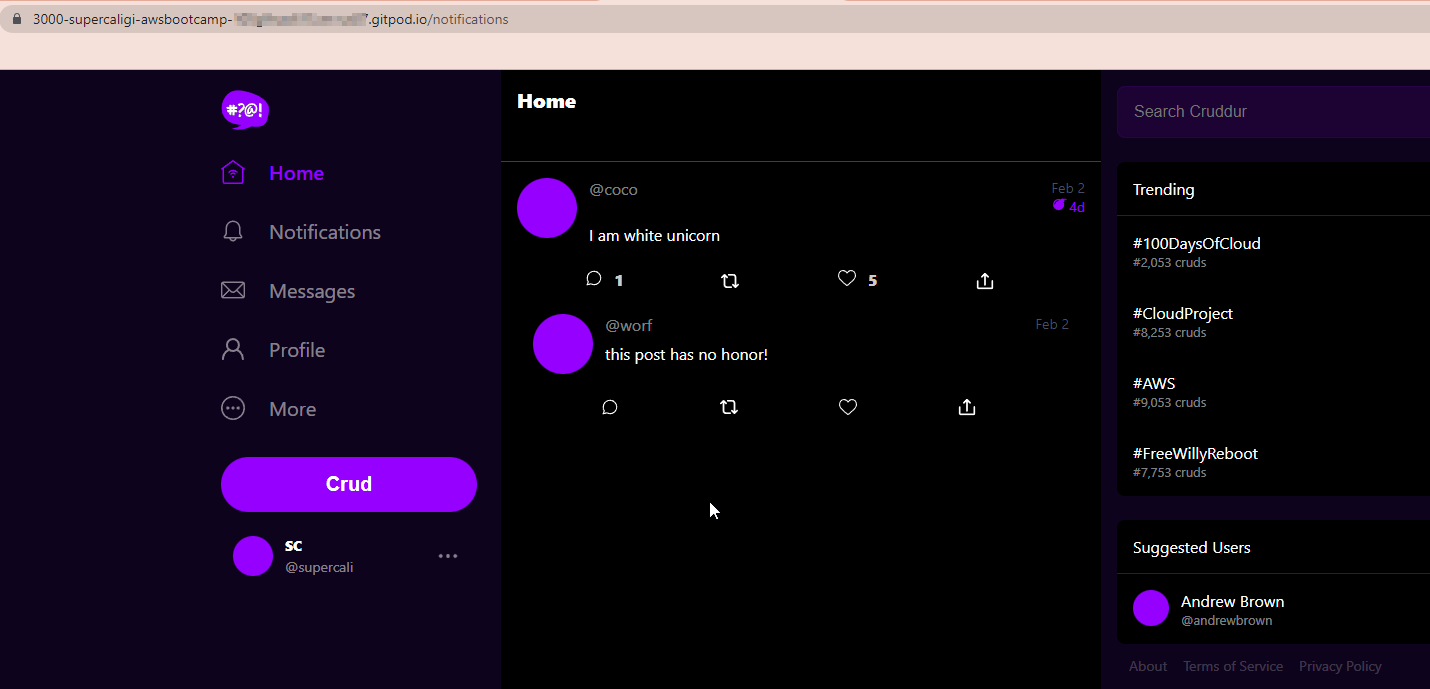 3000-supercaligi-awsbootcamp-
7.gitpod.io/notifications
#?@!
Home
Notifications
Messages
Profile
More
Crud
SC
@supercali
Home
@coco
Feb 2
4d
I am white unicorn
1
5
@worf
Feb 2
this post has no honor!
Search Cruddur
Trending
#100DaysOfCloud
#2,053 cruds
#CloudProject
#8,253 cruds
#AWS
#9,053 cruds
#FreeWillyReboot
#7,753 cruds
Suggested Users
Andrew Brown
@andrewbrown
About Terms of Service Privacy Policy